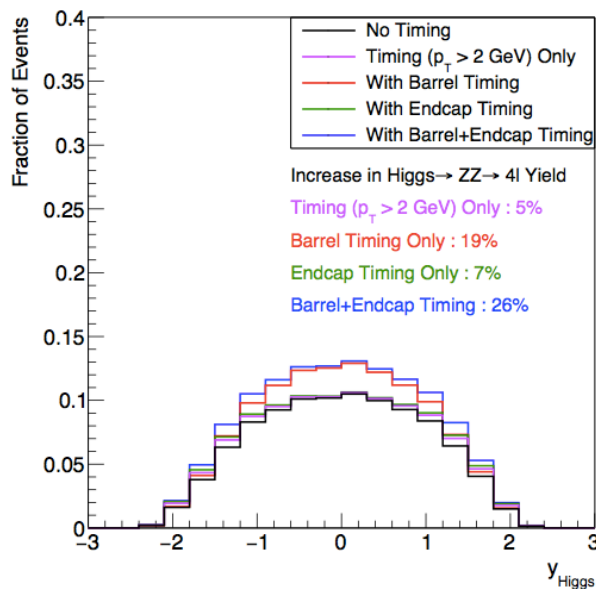 Fraction of Events
0.4
0.35
0.3
0.25
0.2
0.15
0.1
0.05
0
No Timing
Timing (pT > 2 GeV) Only
With Barrel Timing
With Endcap Timing
With Barrel+Endcap Timing
Increase in Higgs→ ZZ→ 4l Yield
Timing (pT > 2 GeV) Only : 5%
Barrel Timing Only : 19%
Endcap Timing Only : 7%
Barrel+Endcap Timing : 26%
−3 −2 −1 0 1 2 3
yHiggs